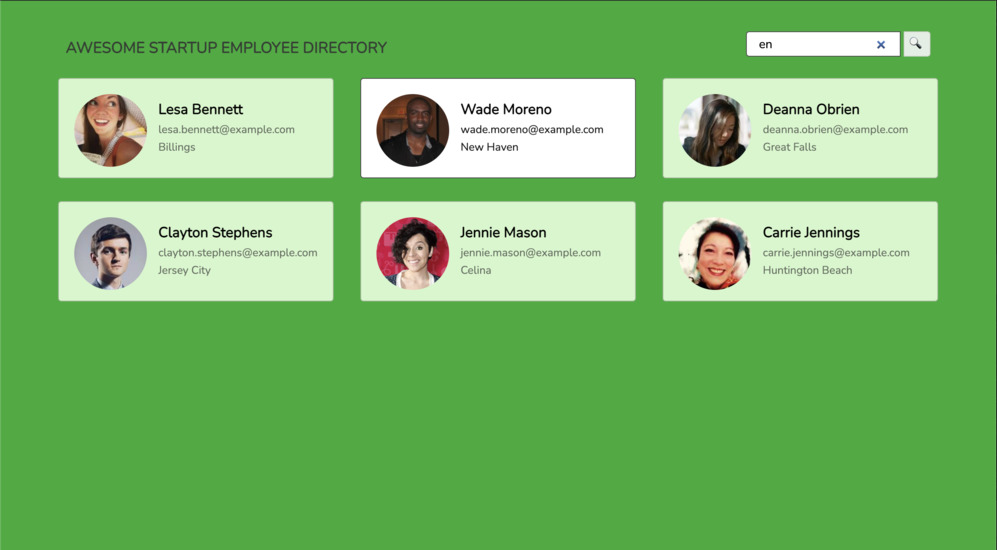 AWESOME STARTUP EMPLOYEE DIRECTORY
en
Lesa Bennett
lesa.bennett@example.com
Billings
Wade Moreno
wade.moreno@example.com
New Haven
Deanna Obrien
deanna.obrien@example.com
Great Falls
Clayton Stephens
clayton.stephens@example.com
Jersey City
Jennie Mason
jennie.mason@example.com
Celina
Carrie Jennings
carrie.jennings@example.com
Huntington Beach